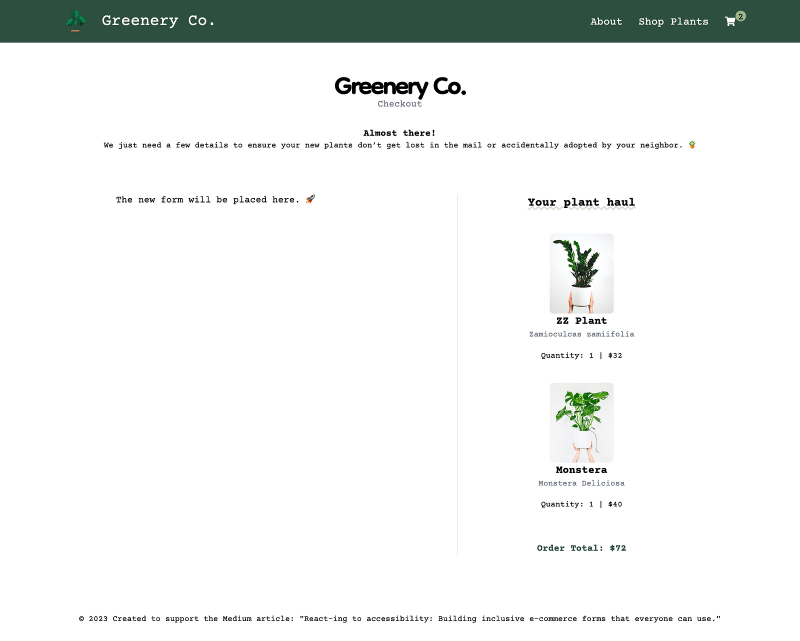 Greenery Co.
About
Shop Plants
2
Greenery Co.
Checkout
Almost there!
We just need a few details to ensure your new plants don’t get lost in the mail or accidentally adopted by your neighbor. 🪴
The new form will be placed here. 🚀
Your plant haul
ZZ Plant
Zamioculcas zamiifolia
Quantity: 1 | $32
Monstera
Monstera Deliciosa
Quantity: 1 | $40
Order Total: $72
© 2023 Created to support the Medium article: "React-ing to accessibility: Building inclusive e-commerce forms that everyone can use."